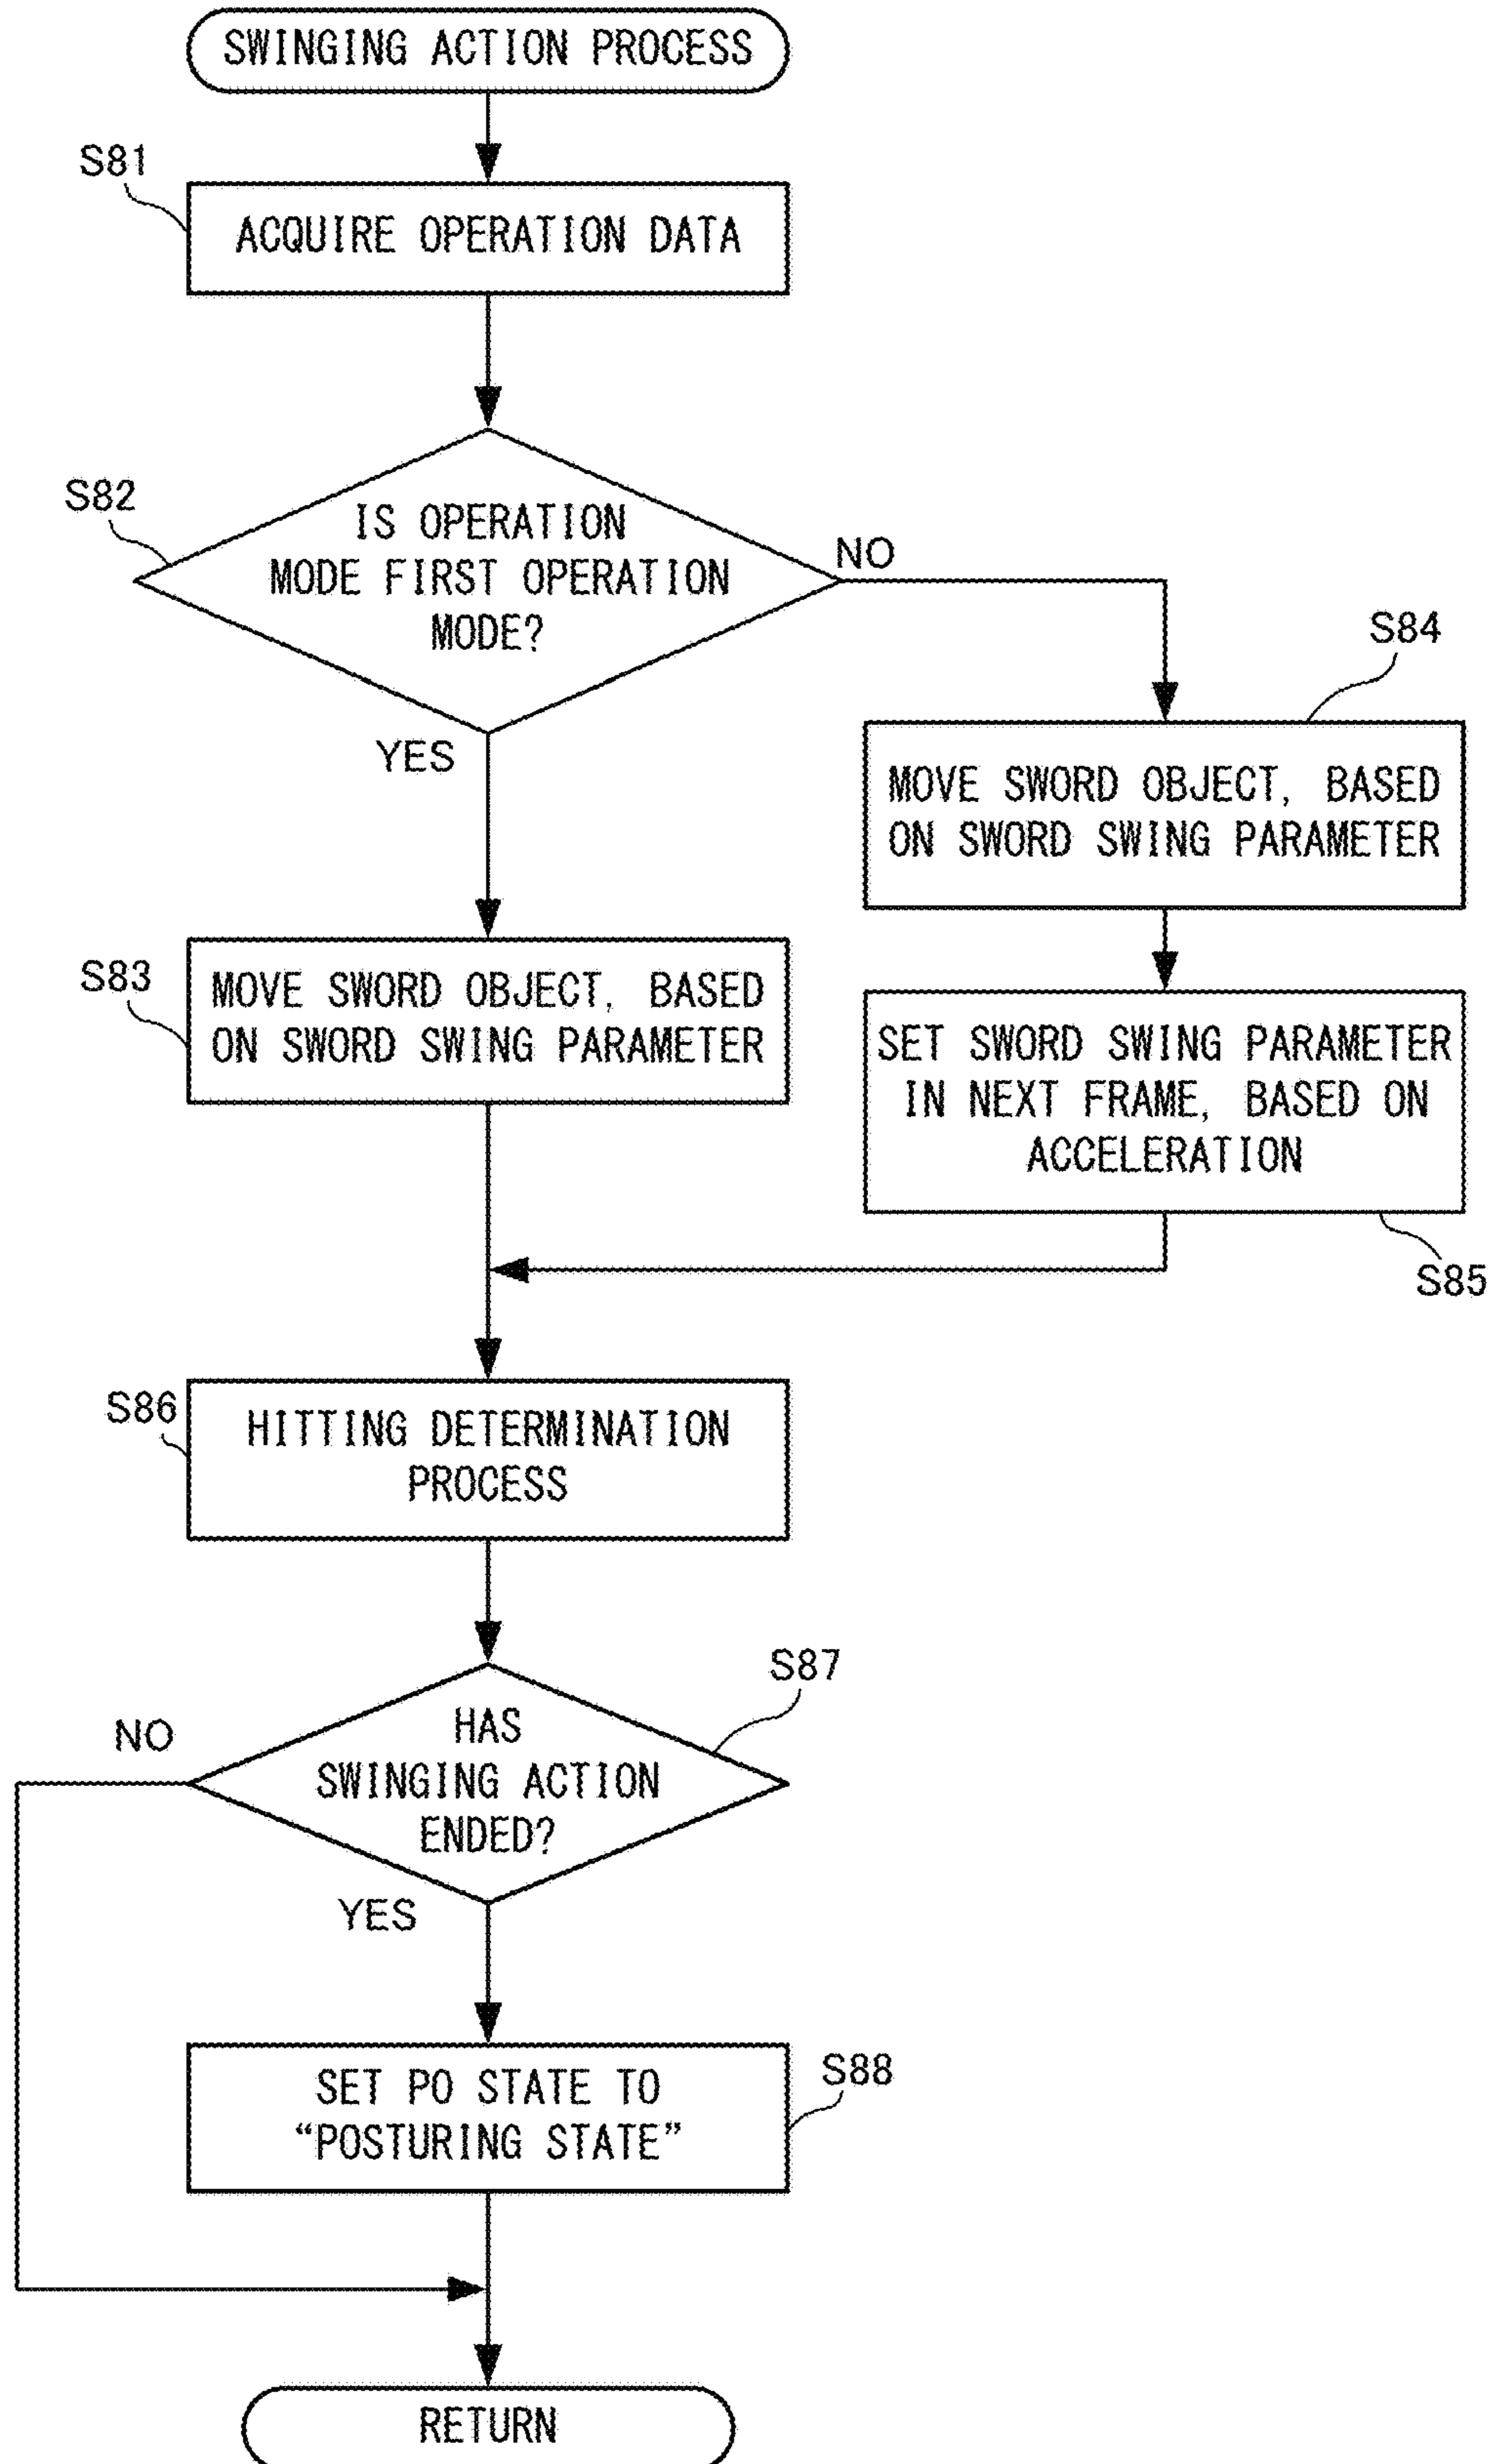 SWINGING ACTION PROCESS
S81
ACQUIRE OPERATION DATA
S82
IS OPERATION
MODE FIRST OPERATION
MODE?
NO
YES
S84
MOVE SWORD OBJECT, BASED
ON SWORD SWING PARAMETER
S83
MOVE SWORD OBJECT, BASED
ON SWORD SWING PARAMETER
SET SWORD SWING PARAMETER
IN NEXT FRAME, BASED ON
ACCELERATION
S85
S86
HITTING DETERMINATION
PROCESS
S87
HAS
SWINGING ACTION
ENDED?
NO
YES
SET PO STATE TO
“POSTURING STATE”
S88
RETURN